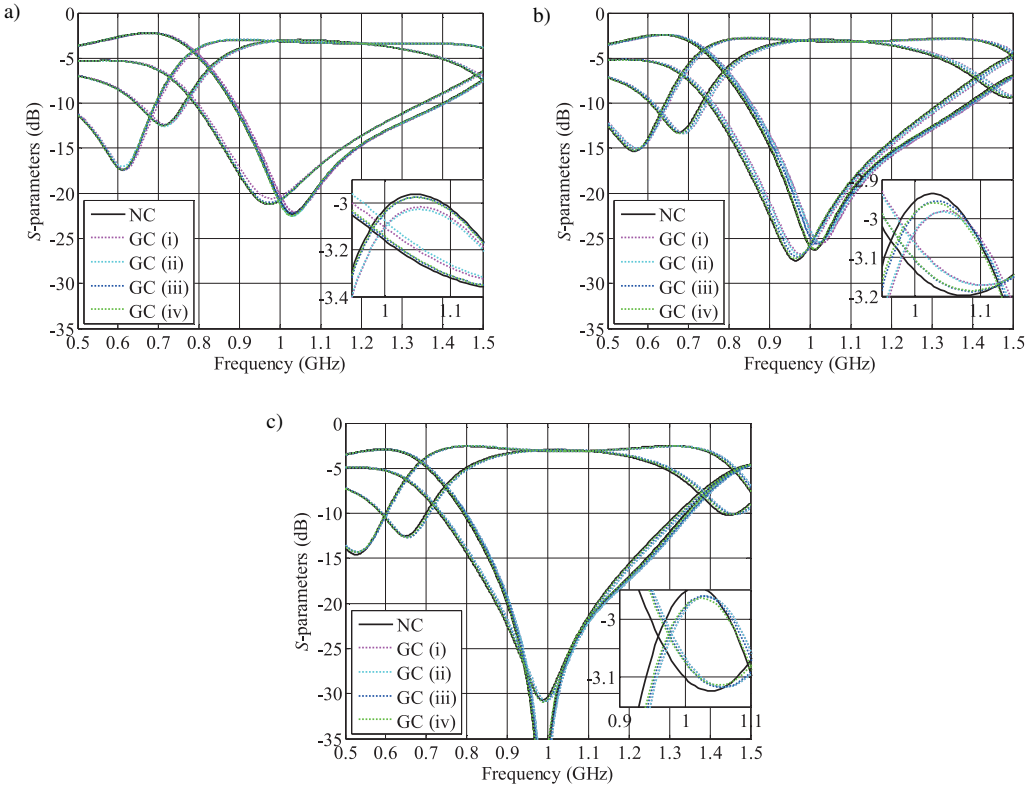 a)
0
-5
-10
-15
-20
-25
-30
-35
S-parameters (dB)
NC
GC (i)
GC (ii)
GC (iii)
GC (iv)
-3
-3.2
-3.4
1
1.1
0.5 0.6 0.7 0.8 0.9 1 1.1 1.2 1.3 1.4 1.5
Frequency (GHz)
b)
0
-5
-10
-15
-20
-25
-30
-35
S-parameters (dB)
NC
GC (i)
GC (ii)
GC (iii)
GC (iv)
-3
-3.1
-3.2
1
1.1
0.5 0.6 0.7 0.8 0.9 1 1.1 1.2 1.3 1.4 1.5
Frequency (GHz)
c)
0
-5
-10
-15
-20
-25
-30
-35
S-parameters (dB)
NC
GC (i)
GC (ii)
GC (iii)
GC (iv)
-3
-3.1
0.9
1
1.1
0.5 0.6 0.7 0.8 0.9 1 1.1 1.2 1.3 1.4 1.5
Frequency (GHz)